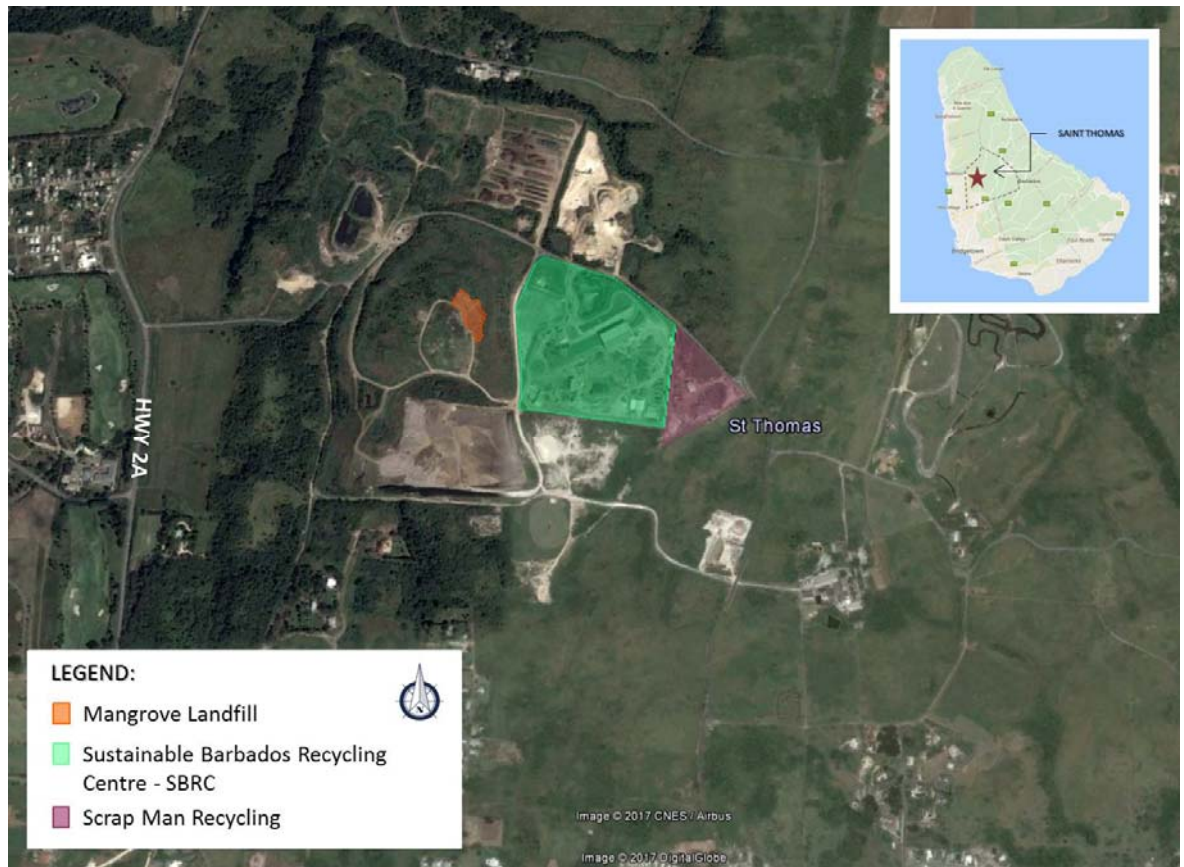 SAINT THOMAS
Bridgetown
HWY 2A
St Thomas
LEGEND:
Mangrove Landfill
Sustainable Barbados Recycling
Centre - SBRC
Scrap Man Recycling
Image © 2017 CNES / Airbus
Image © 2017 DigitalGlobe